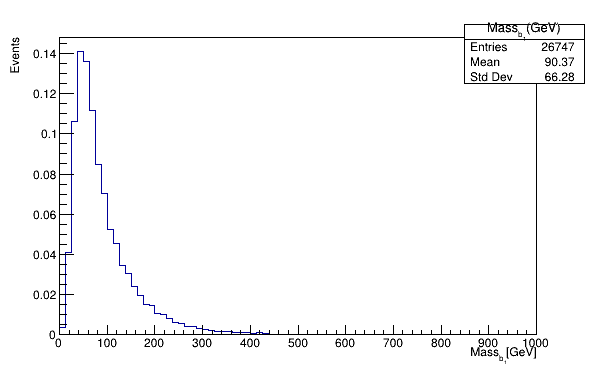 Mass_b_1(GeV)
Entries 26747
Mean 90.37
Std Dev 66.28
Events
0.14
0.12
0.1
0.08
0.06
0.04
0.02
0
0 100 200 300 400 500 600 700 800 900 1000
Mass_b_1[GeV]